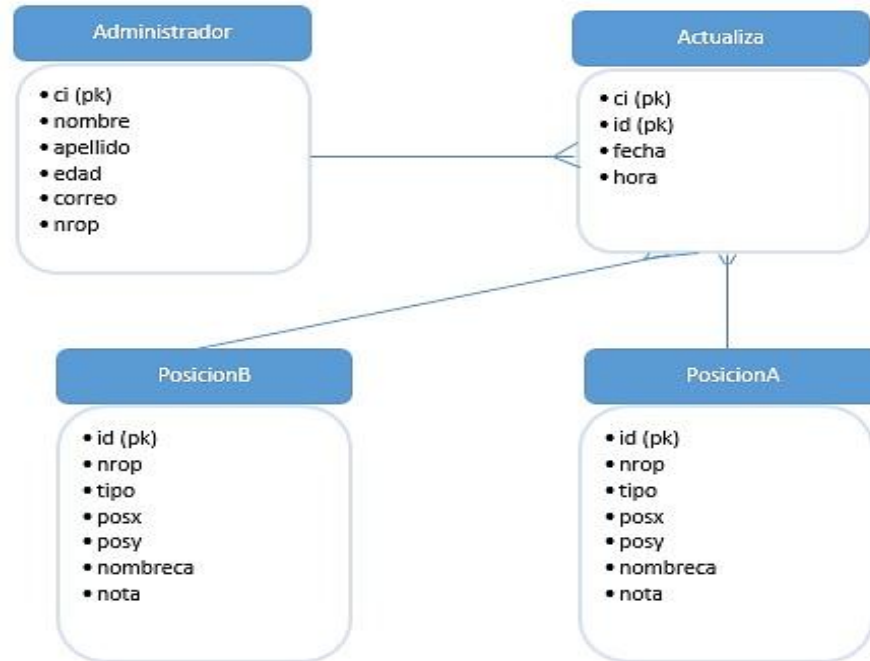 Administrador
• ci (pk)
• nombre
• apellido
• edad
• correo
• nrop
Actualiza
• ci (pk)
• id (pk)
• fecha
• hora
PosicionB
• id (pk)
• nrop
• tipo
• posx
• posy
• nombreca
• nota
PosicionA
• id (pk)
• nrop
• tipo
• posx
• posy
• nombreca
• nota